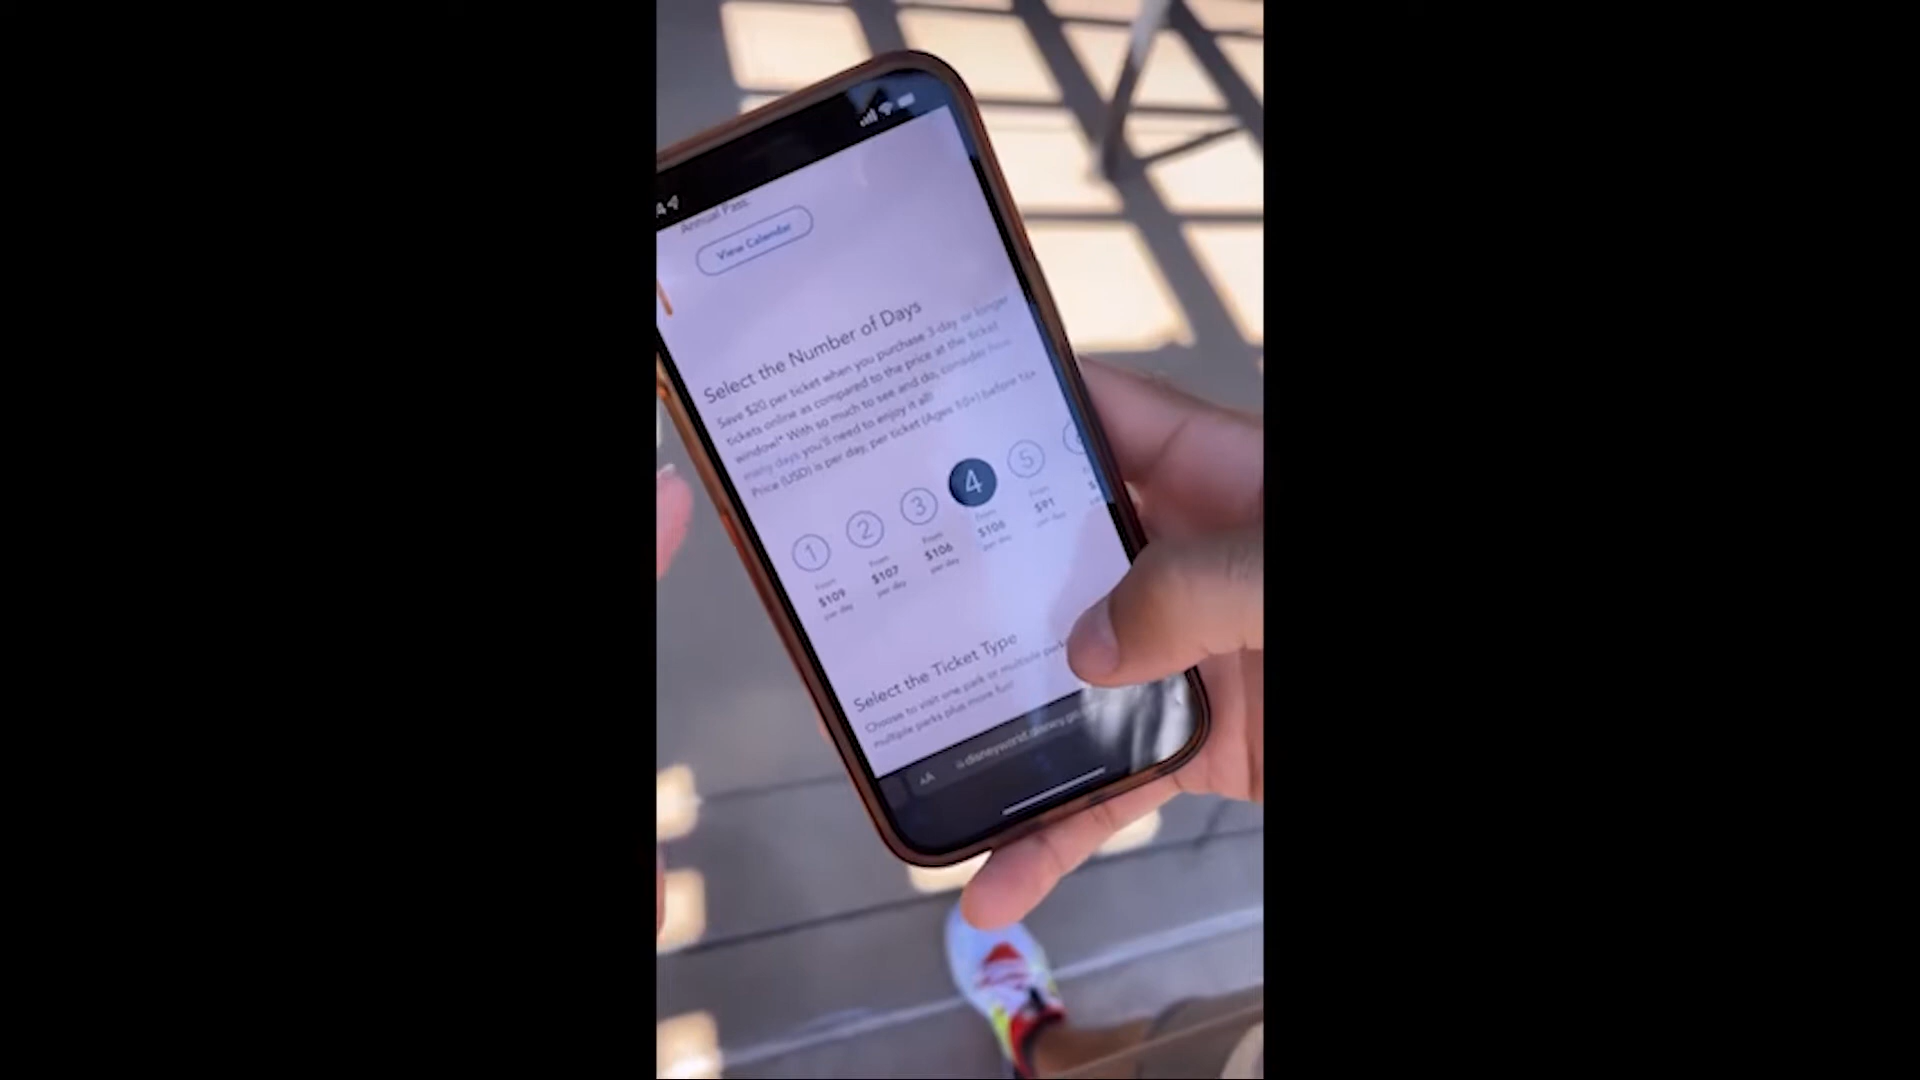 Annual Pass.
View Calendar
Select the Number of Days
Save $20 per ticket when you purchase 3-day or longer
tickets online as compared to the price at the ticket
window!* With so much to see and do, consider how
many days you'll need to enjoy it all!
Price (USD) is per day, per ticket (Ages 10+) before tax
1 2 3 4 5
From From From From From
$109 $107 $106 $106 $91
per day per day per day per day per day
Select the Ticket Type
Choose to visit one park or multiple parks
multiple parks plus more fun!
AA disneyworld.disney.go